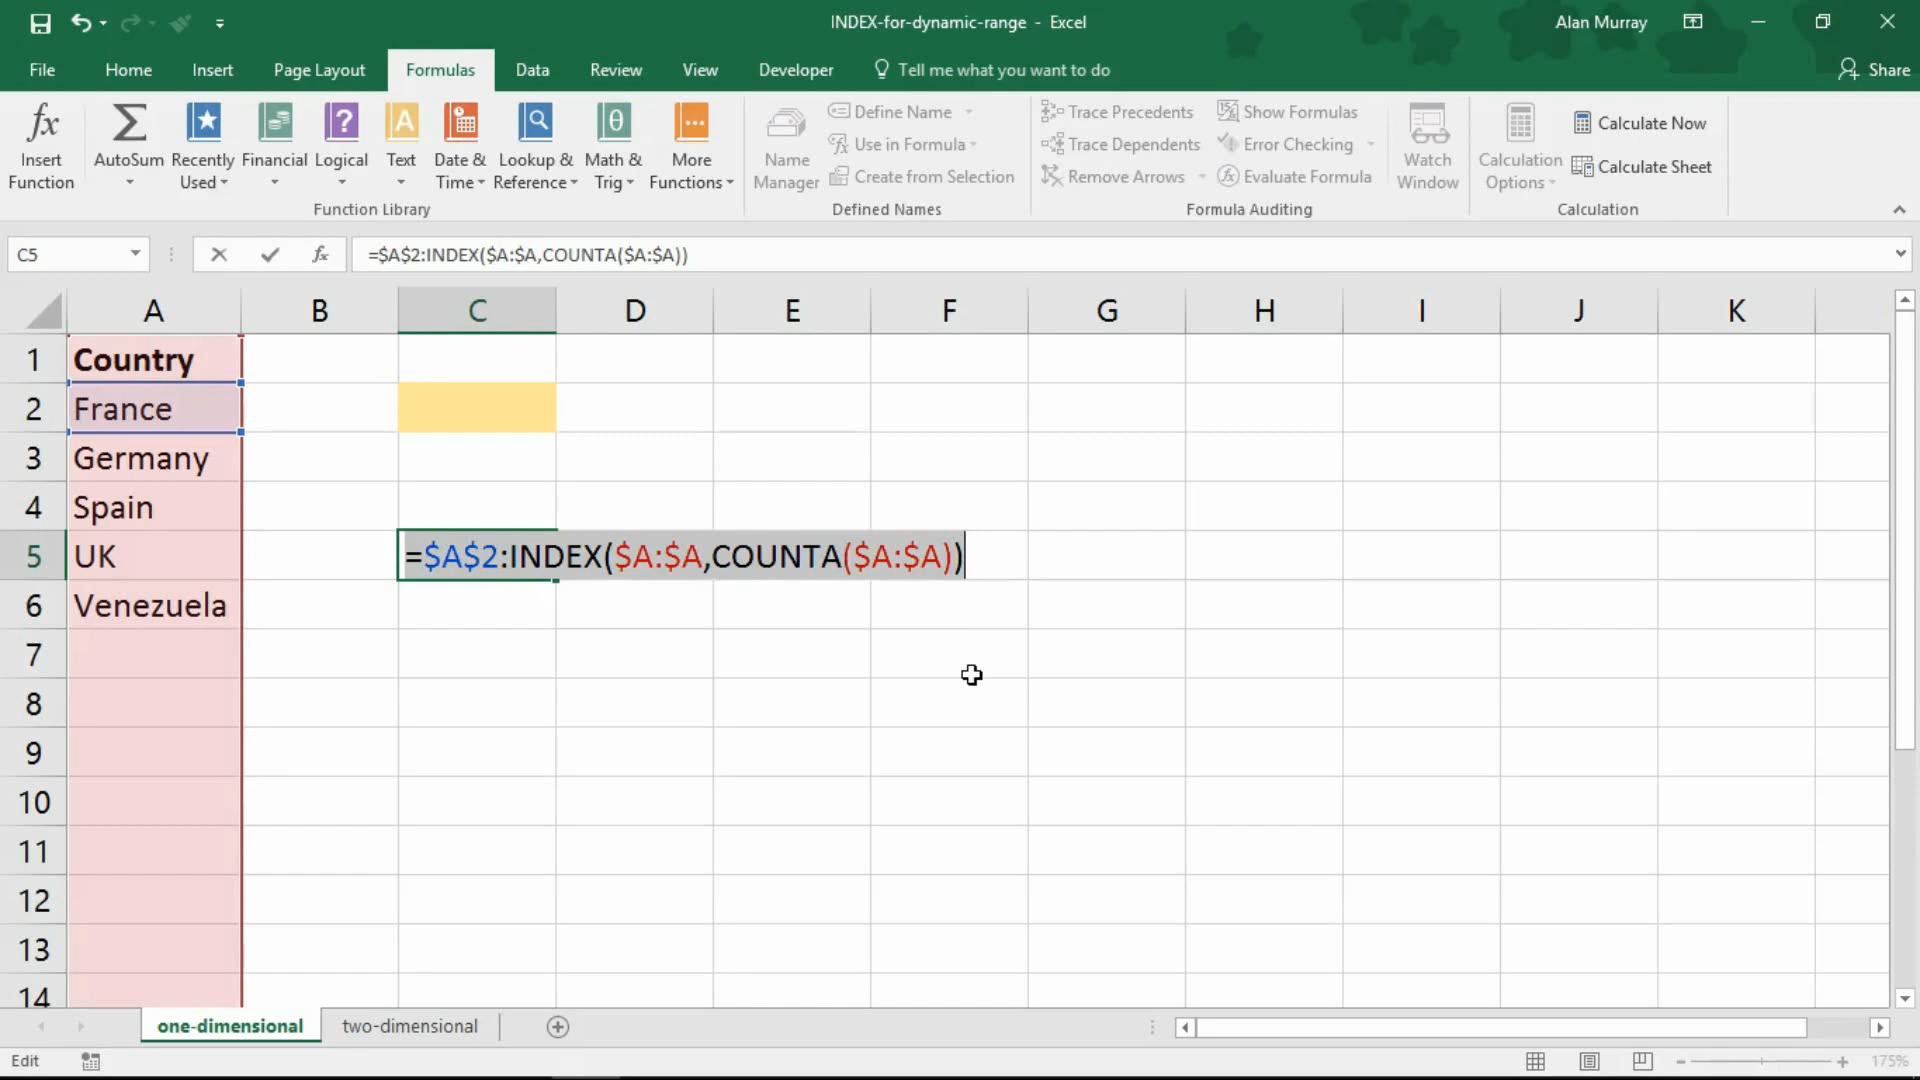 INDEX-for-dynamic-range - Excel
Alan Murray
File Home Insert Page Layout Formulas Data Review View Developer Tell me what you want to do Share
Insert Function
AutoSum
Recently Used
Financial
Logical
Text
Date & Time
Lookup & Reference
Math & Trig
More Functions
Function Library
Name Manager
Define Name
Use in Formula
Create from Selection
Defined Names
Trace Precedents
Trace Dependents
Remove Arrows
Show Formulas
Error Checking
Evaluate Formula
Formula Auditing
Watch Window
Calculation Options
Calculate Now
Calculate Sheet
Calculation
C5 fx =$A$2:INDEX($A:$A,COUNTA($A:$A))
A B C D E F G H I J K
1 Country
2 France
3 Germany
4 Spain
5 UK =$A$2:INDEX($A:$A,COUNTA($A:$A))
6 Venezuela
7
8
9
10
11
12
13
14
one-dimensional two-dimensional
Edit 175%